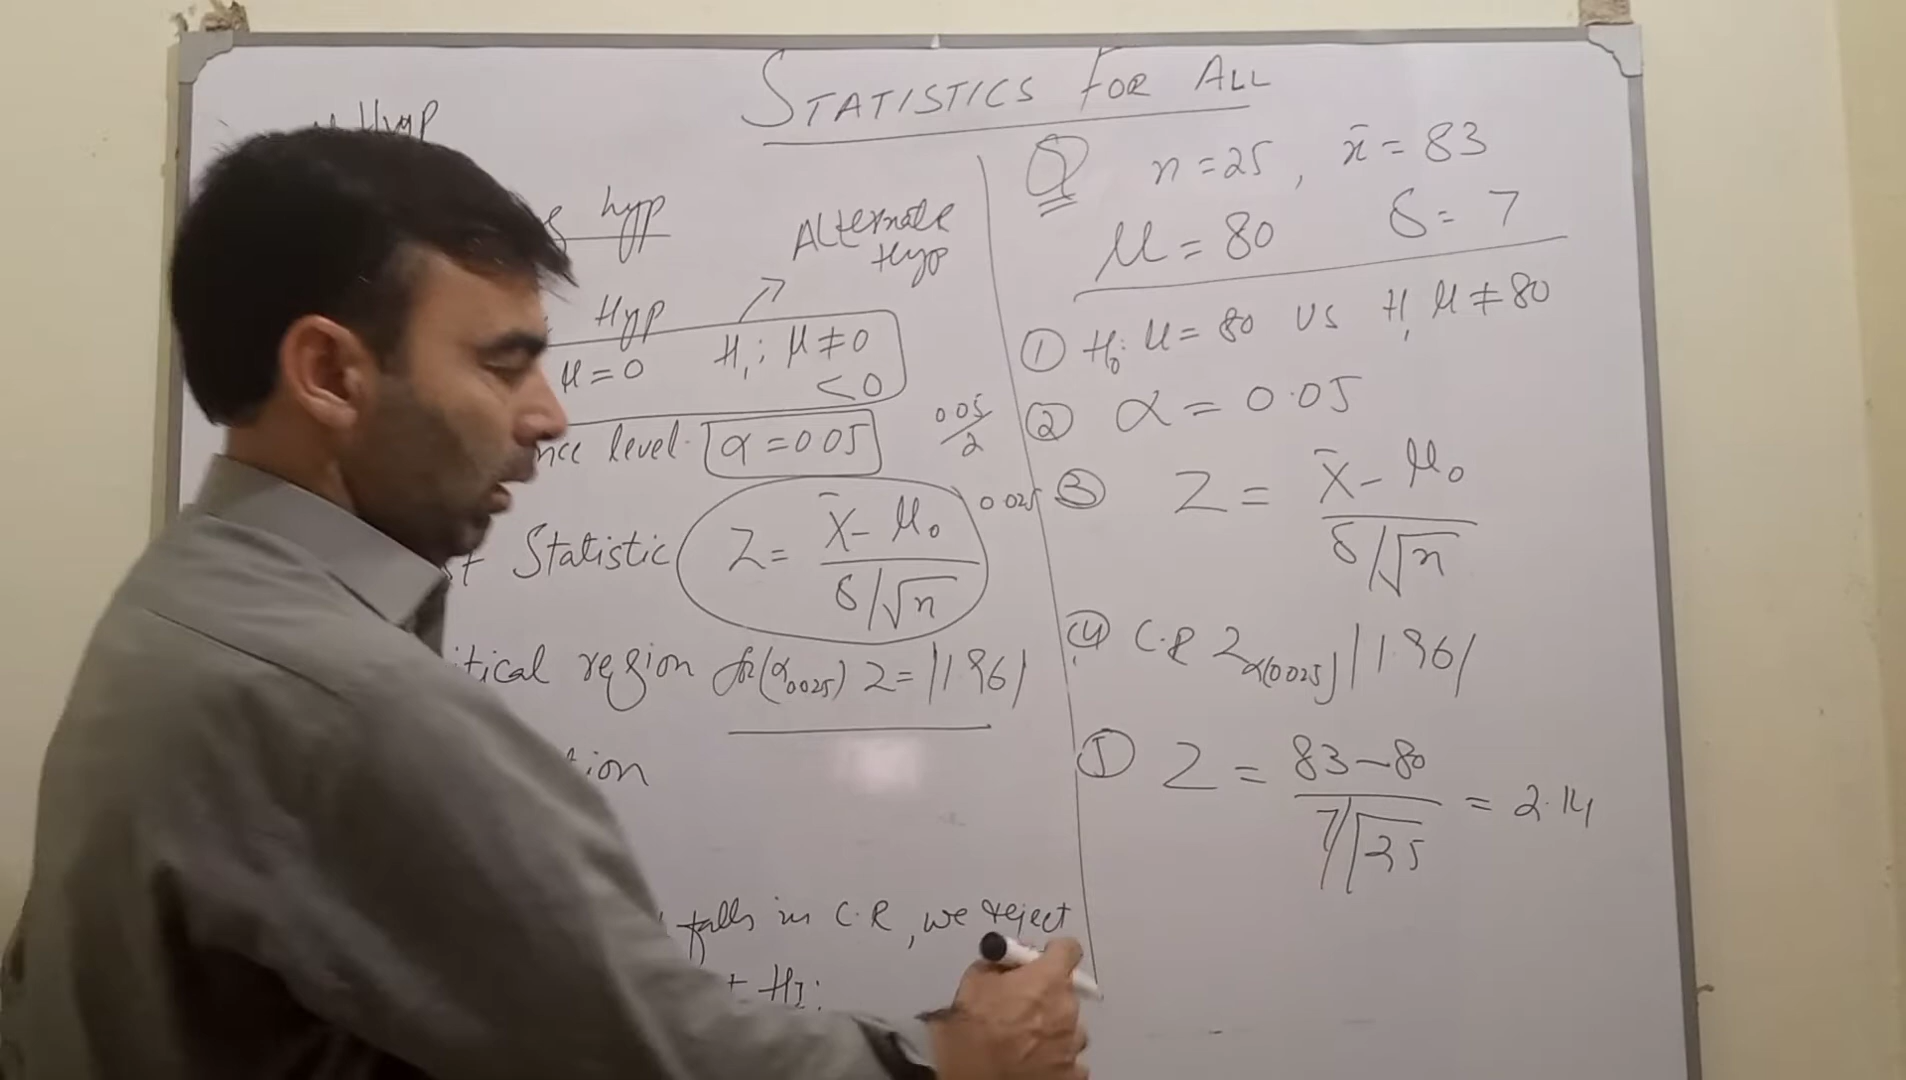 STATISTICS FOR ALL
Hyp
hyp
Alternate
Hyp
Hyp
μ=0 H₁: μ≠0
<0
level. α=0.05
0.05/2
0.025
Statistic Z= (x̄-μ₀)/(σ/√n)
region for(α₀.₀₂₅) Z=|1.96|
falls in C.R, we reject
H₁:
Q n=25, x̄=83
μ=80 σ=7
① H₀: μ=80 VS H₁ μ≠80
② α=0.05
③ Z= (x̄-μ₀)/(σ/√n)
④ C.R Zα(0.025) |1.96|
⑤ Z= (83-80)/(7/√25) = 2.14